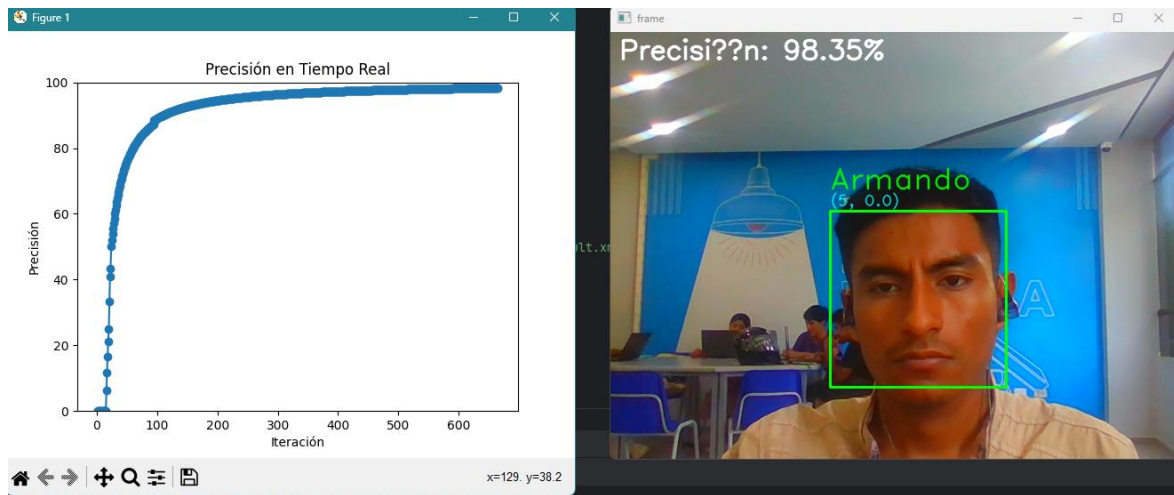 Figure 1
Precisión en Tiempo Real
100
80
60
40
20
0
Precisión
0 100 200 300 400 500 600
Iteración
x=129. y=38.2
frame
Precisi??n: 98.35%
Armando
(5, 0.0)
A